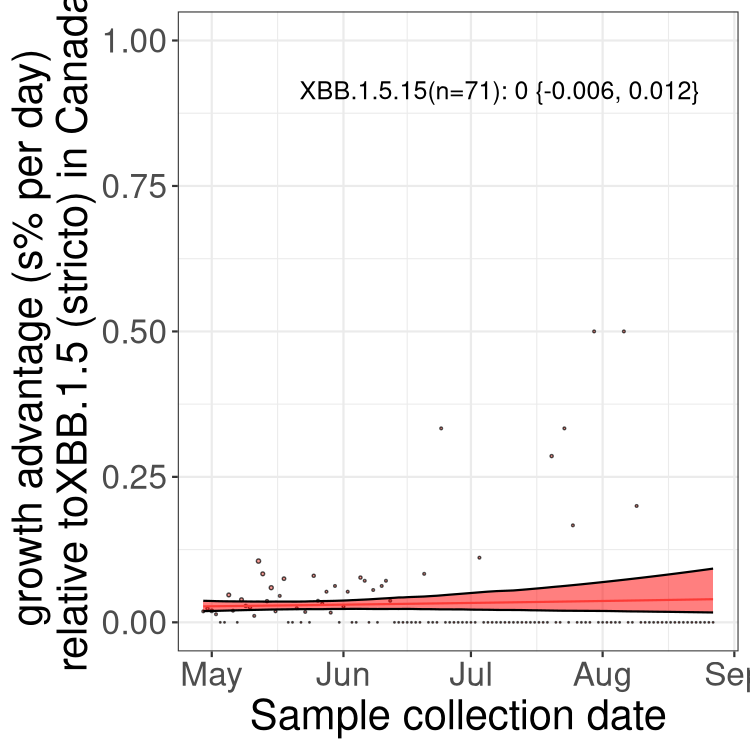 growth advantage (s% per day)
relative toXBB.1.5 (stricto) in Canada
1.00
0.75
0.50
0.25
0.00
XBB.1.5.15(n=71): 0 {-0.006, 0.012}
May Jun Jul Aug Sep
Sample collection date